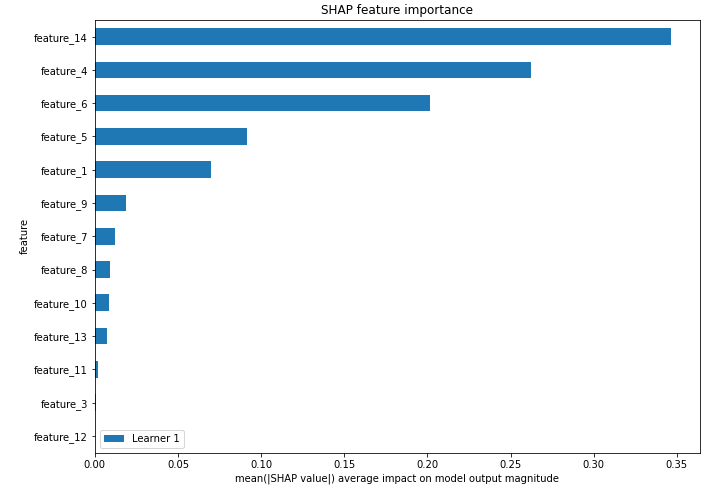 SHAP feature importance
feature_14
feature_4
feature_6
feature_5
feature_1
feature_9
feature_7
feature_8
feature_10
feature_13
feature_11
feature_3
feature_12
feature
Learner 1
0.00 0.05 0.10 0.15 0.20 0.25 0.30 0.35
mean(|SHAP value|) average impact on model output magnitude